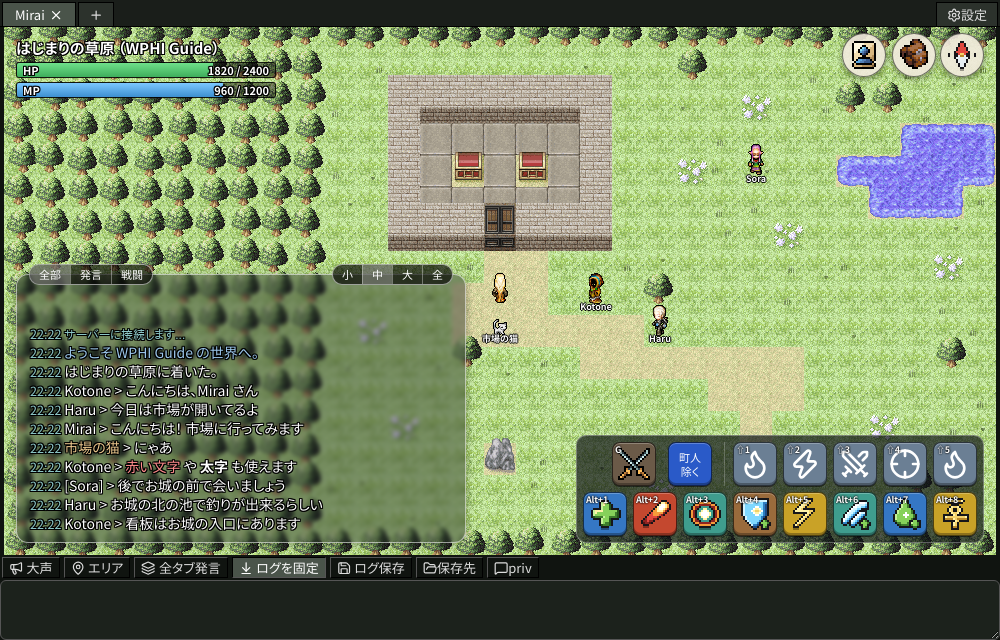 Mirai ×
+
設定
はじまりの草原 (WPHI Guide)
HP 1820 / 2400
MP 960 / 1200
Sora
Kotone
Haru
市場の猫
全部 発言 戦闘
小 中 大 全
22:22 サーバーに接続します...
22:22 ようこそ WPHI Guide の世界へ。
22:22 はじまりの草原に着いた。
22:22 Kotone > こんにちは、Mirai さん
22:22 Haru > 今日は市場が開いてるよ
22:22 Mirai > こんにちは！市場に行ってみます
22:22 市場の猫 > にゃあ
22:22 Kotone > 赤い文字 や 太字 も使えます
22:22 [Sora] > 後でお城の前で会いましょう
22:22 Haru > お城の北の池で釣りが出来るらしい
22:22 Kotone > 看板はお城の入口にあります
町人
除く
⇧1 ⇧2 ⇧3 ⇧4 ⇧5
Alt+1 Alt+2 Alt+3 Alt+4 Alt+5 Alt+6 Alt+7 Alt+8
大声 エリア 全タブ発言 ログを固定 ログ保存 保存先 priv